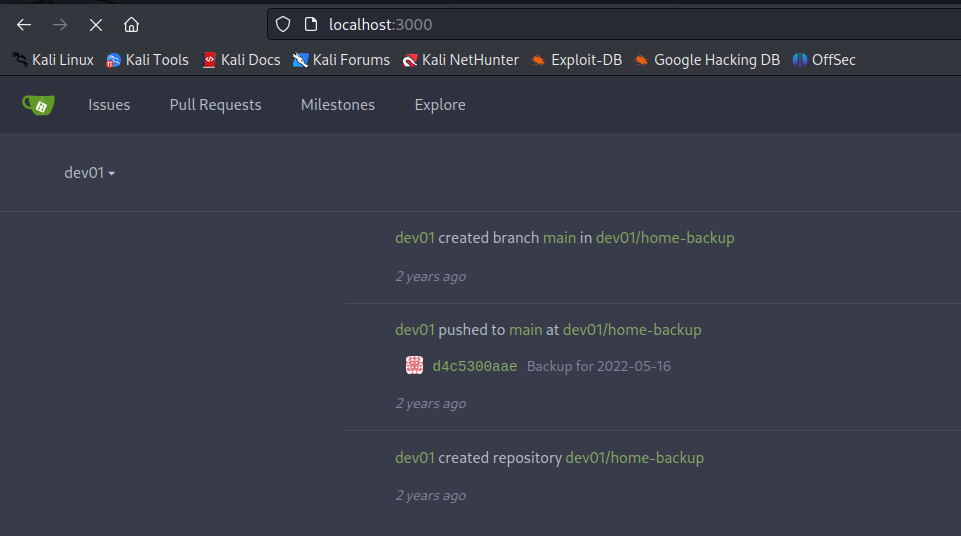 localhost:3000
Kali Linux Kali Tools Kali Docs Kali Forums Kali NetHunter Exploit-DB Google Hacking DB OffSec
Issues Pull Requests Milestones Explore
dev01
dev01 created branch main in dev01/home-backup
2 years ago
dev01 pushed to main at dev01/home-backup
d4c5300aae Backup for 2022-05-16
2 years ago
dev01 created repository dev01/home-backup
2 years ago